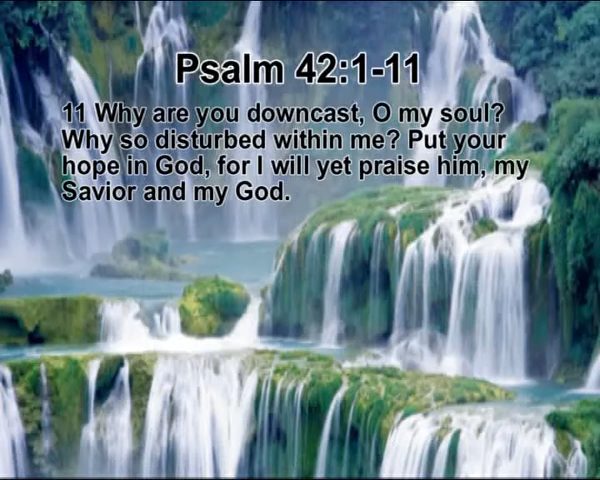 Psalm 42:1-11
11 Why are you downcast, O my soul?
Why so disturbed within me? Put your
hope in God, for I will yet praise him, my
Savior and my God.